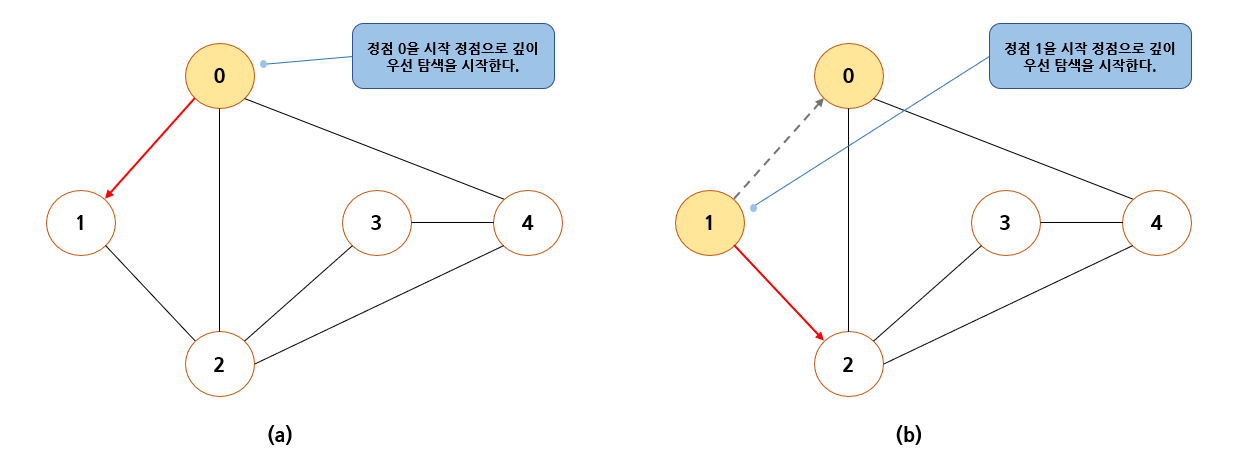 정점 0을 시작 정점으로 깊이
우선 탐색을 시작한다.
0
1
3
4
2
(a)
정점 1을 시작 정점으로 깊이
우선 탐색을 시작한다.
0
1
3
4
2
(b)